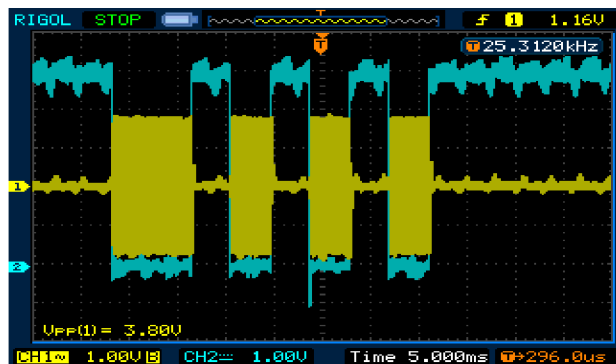 RIGOL STOP T 1 1.16V
T 25.3120kHz
T
1
2
VPP(1)= 3.80V
CH1~ 1.00V B CH2 1.00V Time 5.000ms T→296.0us